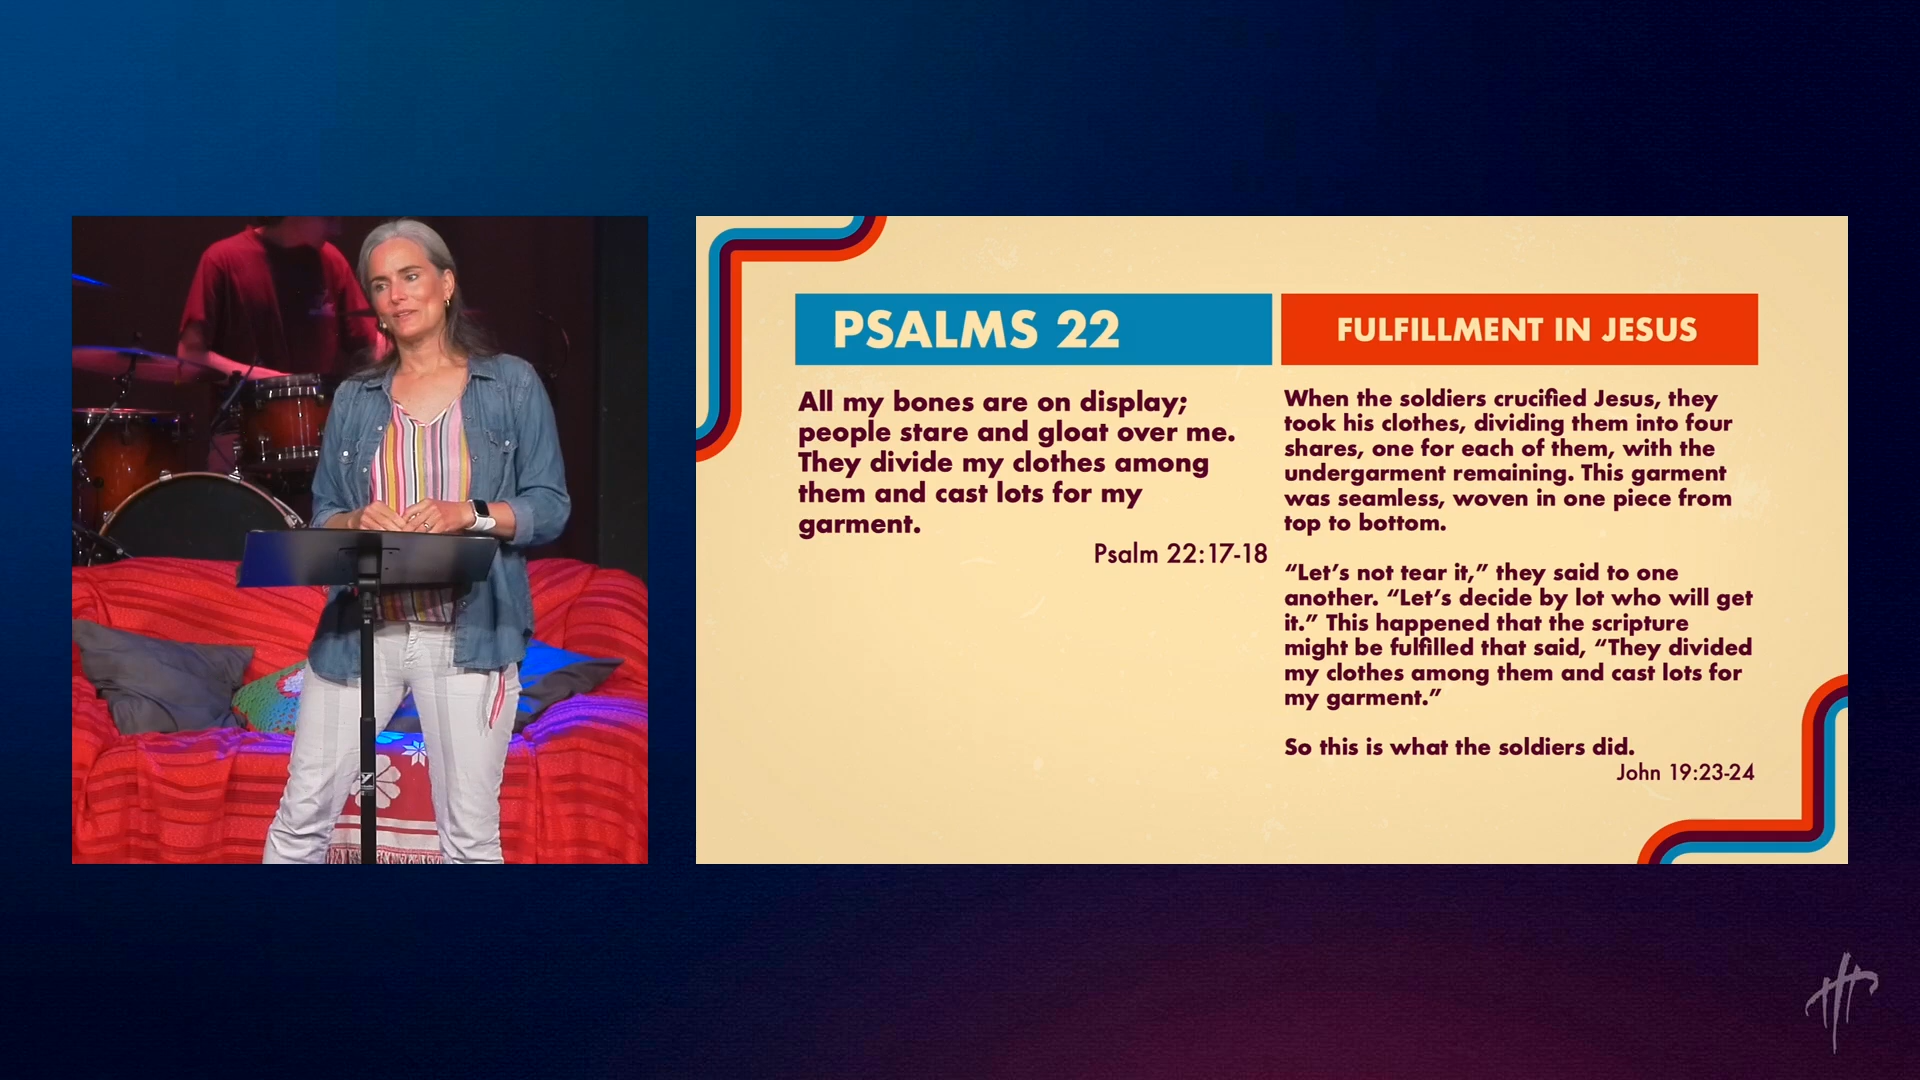 PSALMS 22
All my bones are on display;
people stare and gloat over me.
They divide my clothes among
them and cast lots for my
garment.
Psalm 22:17-18
FULFILLMENT IN JESUS
When the soldiers crucified Jesus, they
took his clothes, dividing them into four
shares, one for each of them, with the
undergarment remaining. This garment
was seamless, woven in one piece from
top to bottom.
“Let’s not tear it,” they said to one
another. “Let’s decide by lot who will get
it.” This happened that the scripture
might be fulfilled that said, “They divided
my clothes among them and cast lots for
my garment.”
So this is what the soldiers did.
John 19:23-24